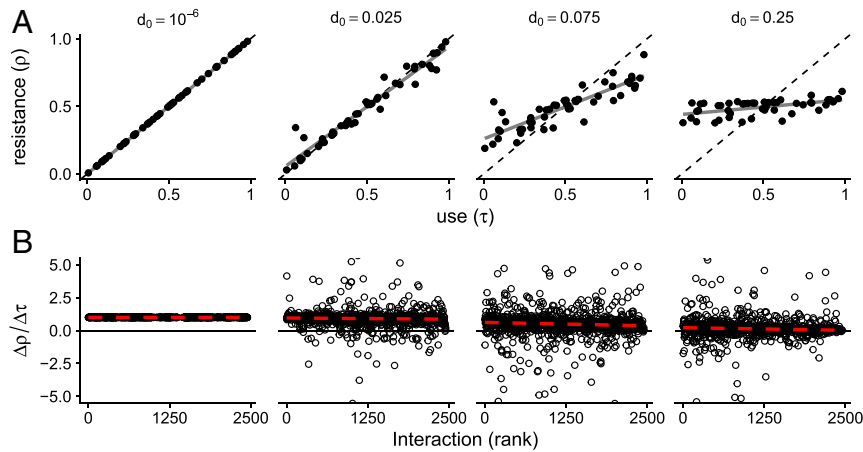 A
d₀ = 10⁻⁶ d₀ = 0.025 d₀ = 0.075 d₀ = 0.25
resistance (ρ)
1.0
0.5
0.0
0 0.5 1 0 0.5 1 0 0.5 1 0 0.5 1
use (τ)
B
Δρ/Δτ
5.0
2.5
0.0
−2.5
−5.0
0 1250 2500 0 1250 2500 0 1250 2500 0 1250 2500
Interaction (rank)